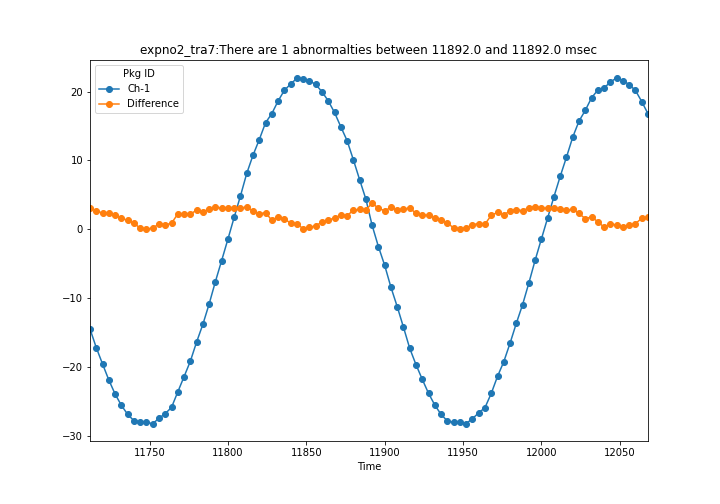 expno2_tra7:There are 1 abnormalties between 11892.0 and 11892.0 msec
Pkg ID
Ch-1
Difference
20
10
0
−10
−20
−30
11750 11800 11850 11900 11950 12000 12050
Time